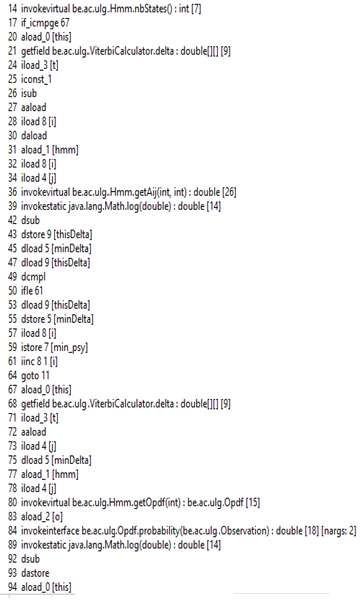 14 invokevirtual be.ac.ulg.Hmm.nbStates() : int [7]
17 if_icmpge 67
20 aload_0 [this]
21 getfield be.ac.ulg.ViterbiCalculator.delta : double[][] [9]
24 iload_3 [t]
25 iconst_1
26 isub
27 aaload
28 iload 8 [i]
30 daload
31 aload_1 [hmm]
32 iload 8 [i]
34 iload 4 [j]
36 invokevirtual be.ac.ulg.Hmm.getAij(int, int) : double [26]
39 invokestatic java.lang.Math.log(double) : double [14]
42 dsub
43 dstore 9 [thisDelta]
45 dload 5 [minDelta]
47 dload 9 [thisDelta]
49 dcmpl
50 ifle 61
53 dload 9 [thisDelta]
55 dstore 5 [minDelta]
57 iload 8 [i]
59 istore 7 [min_psy]
61 iinc 8 1 [i]
64 goto 11
67 aload_0 [this]
68 getfield be.ac.ulg.ViterbiCalculator.delta : double[][] [9]
71 iload_3 [t]
72 aaload
73 iload 4 [j]
75 dload 5 [minDelta]
77 aload_1 [hmm]
78 iload 4 [j]
80 invokevirtual be.ac.ulg.Hmm.getOpdf(int) : be.ac.ulg.Opdf [15]
83 aload_2 [o]
84 invokeinterface be.ac.ulg.Opdf.probability(be.ac.ulg.Observation) : double [18] [nargs: 2]
89 invokestatic java.lang.Math.log(double) : double [14]
92 dsub
93 dastore
94 aload_0 [this]